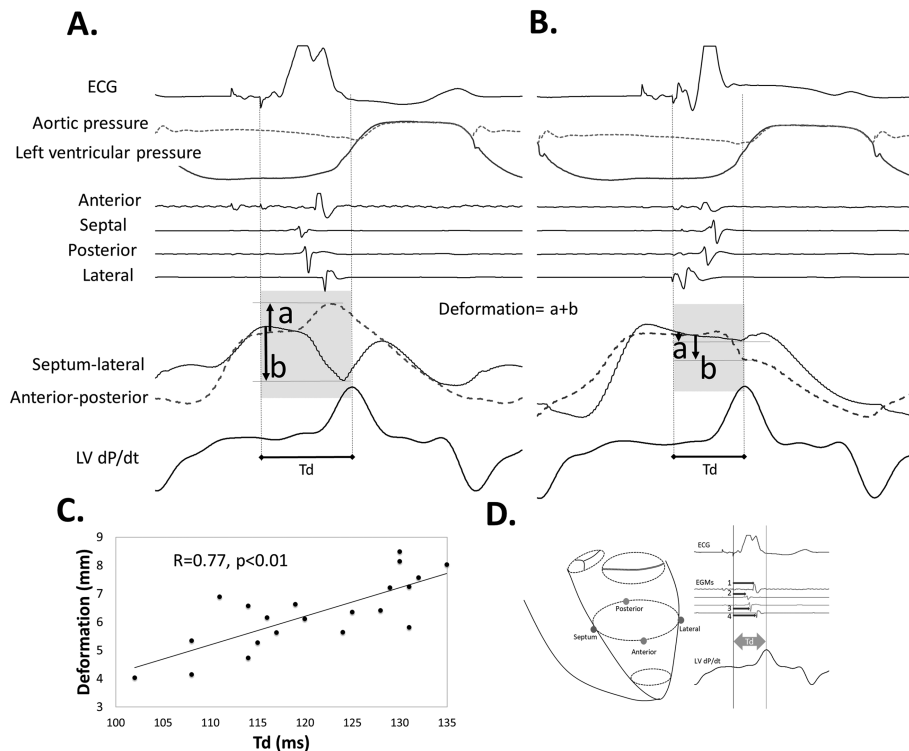 A.
B.
ECG
Aortic pressure
Left ventricular pressure
Anterior
Septal
Posterior
Lateral
a
b
Deformation= a+b
a
b
Septum-lateral
Anterior-posterior
LV dP/dt
Td
Td
C.
D.
R=0.77, p<0.01
Deformation (mm)
9
8
7
6
5
4
3
100 105 110 115 120 125 130 135
Td (ms)
Posterior
Septum
Lateral
Anterior
ECG
EGMs
1
2
3
4
Td
LV dP/dt